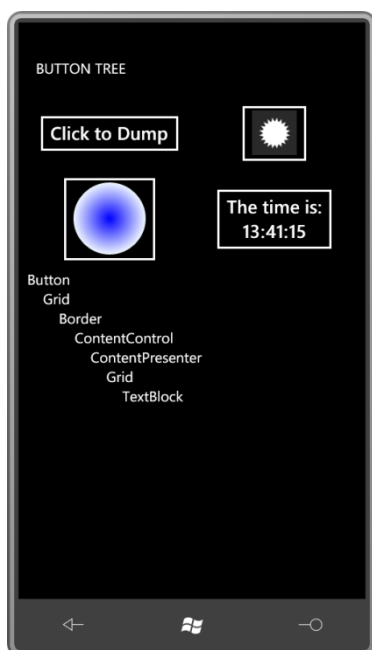 BUTTON TREE
Click to Dump
The time is:
13:41:15
Button
Grid
Border
ContentControl
ContentPresenter
Grid
TextBlock